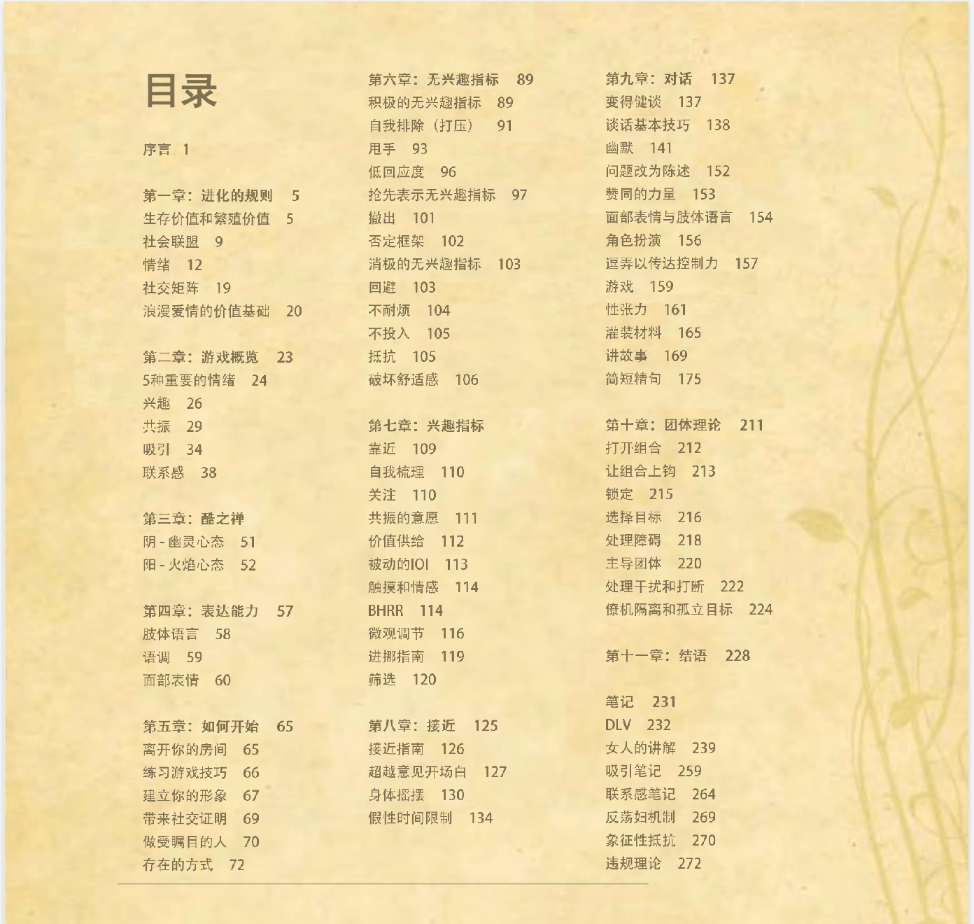 目录
序言 1
第一章：进化的规则 5
生存价值和繁殖价值 5
社会联盟 9
情绪 12
社交矩阵 19
浪漫爱情的价值基础 20
第二章：游戏概览 23
5种重要的情绪 24
兴趣 26
共振 29
吸引 34
联系感 38
第三章：酷之禅
阴 - 幽灵心态 51
阳 - 火焰心态 52
第四章：表达能力 57
肢体语言 58
语调 59
面部表情 60
第五章：如何开始 65
离开你的房间 65
练习游戏技巧 66
建立你的形象 67
带来社交证明 69
做受瞩目的人 70
存在的方式 72
第六章：无兴趣指标 89
积极的无兴趣指标 89
自我排除（打压） 91
甩手 93
低回应度 96
抢先表示无兴趣指标 97
撤出 101
否定框架 102
消极的无兴趣指标 103
回避 103
不耐烦 104
不投入 105
抵抗 105
破坏舒适感 106
第七章：兴趣指标
靠近 109
自我梳理 110
关注 110
共振的意愿 111
价值供给 112
被动的IOI 113
触摸和情感 114
BHRR 114
微观调节 116
进挪指南 119
筛选 120
第八章：接近 125
接近指南 126
超越意见开场白 127
身体摇摆 130
假性时间限制 134
第九章：对话 137
变得健谈 137
谈话基本技巧 138
幽默 141
问题改为陈述 152
赞同的力量 153
面部表情与肢体语言 154
角色扮演 156
逗弄以传达控制力 157
游戏 159
性张力 161
灌装材料 165
讲故事 169
简短精句 175
第十章：团体理论 211
打开组合 212
让组合上钩 213
锁定 215
选择目标 216
处理障碍 218
主导团体 220
处理干扰和打断 222
僚机隔离和孤立目标 224
第十一章：结语 228
笔记 231
DLV 232
女人的讲解 239
吸引笔记 259
联系感笔记 264
反荡妇机制 269
象征性抵抗 270
违规理论 272